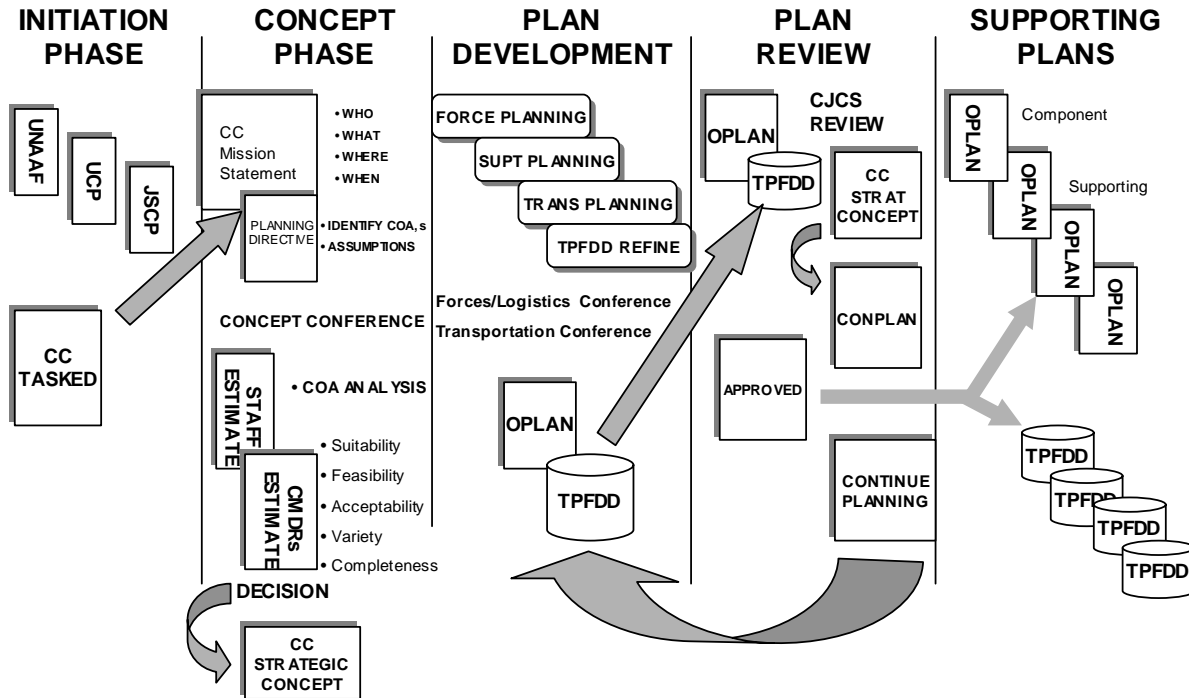 INITIATION
PHASE
UNAAF
UCP
JSCP
CC
TASKED
CONCEPT
PHASE
CC
Mission
Statement
• WHO
• WHAT
• WHERE
• WHEN
PLANNING
DIRECTIVE
• IDENTIFY COA,s
• ASSUMPTIONS
CONCEPT CONFERENCE
STAFF
ESTIMATE
• COA ANALYSIS
CMDRs
ESTIMATE
• Suitability
• Feasibility
• Acceptability
• Variety
• Completeness
DECISION
CC
STRATEGIC
CONCEPT
PLAN
DEVELOPMENT
FORCE PLANNING
SUPT PLANNING
TRANS PLANNING
TPFDD REFINE
Forces/Logistics Conference
Transportation Conference
OPLAN
TPFDD
PLAN
REVIEW
OPLAN
TPFDD
CJCS
REVIEW
CC
STRAT
CONCEPT
CONPLAN
APPROVED
CONTINUE
PLANNING
SUPPORTING
PLANS
OPLAN
Component
OPLAN
Supporting
OPLAN
OPLAN
TPFDD
TPFDD
TPFDD
TPFDD